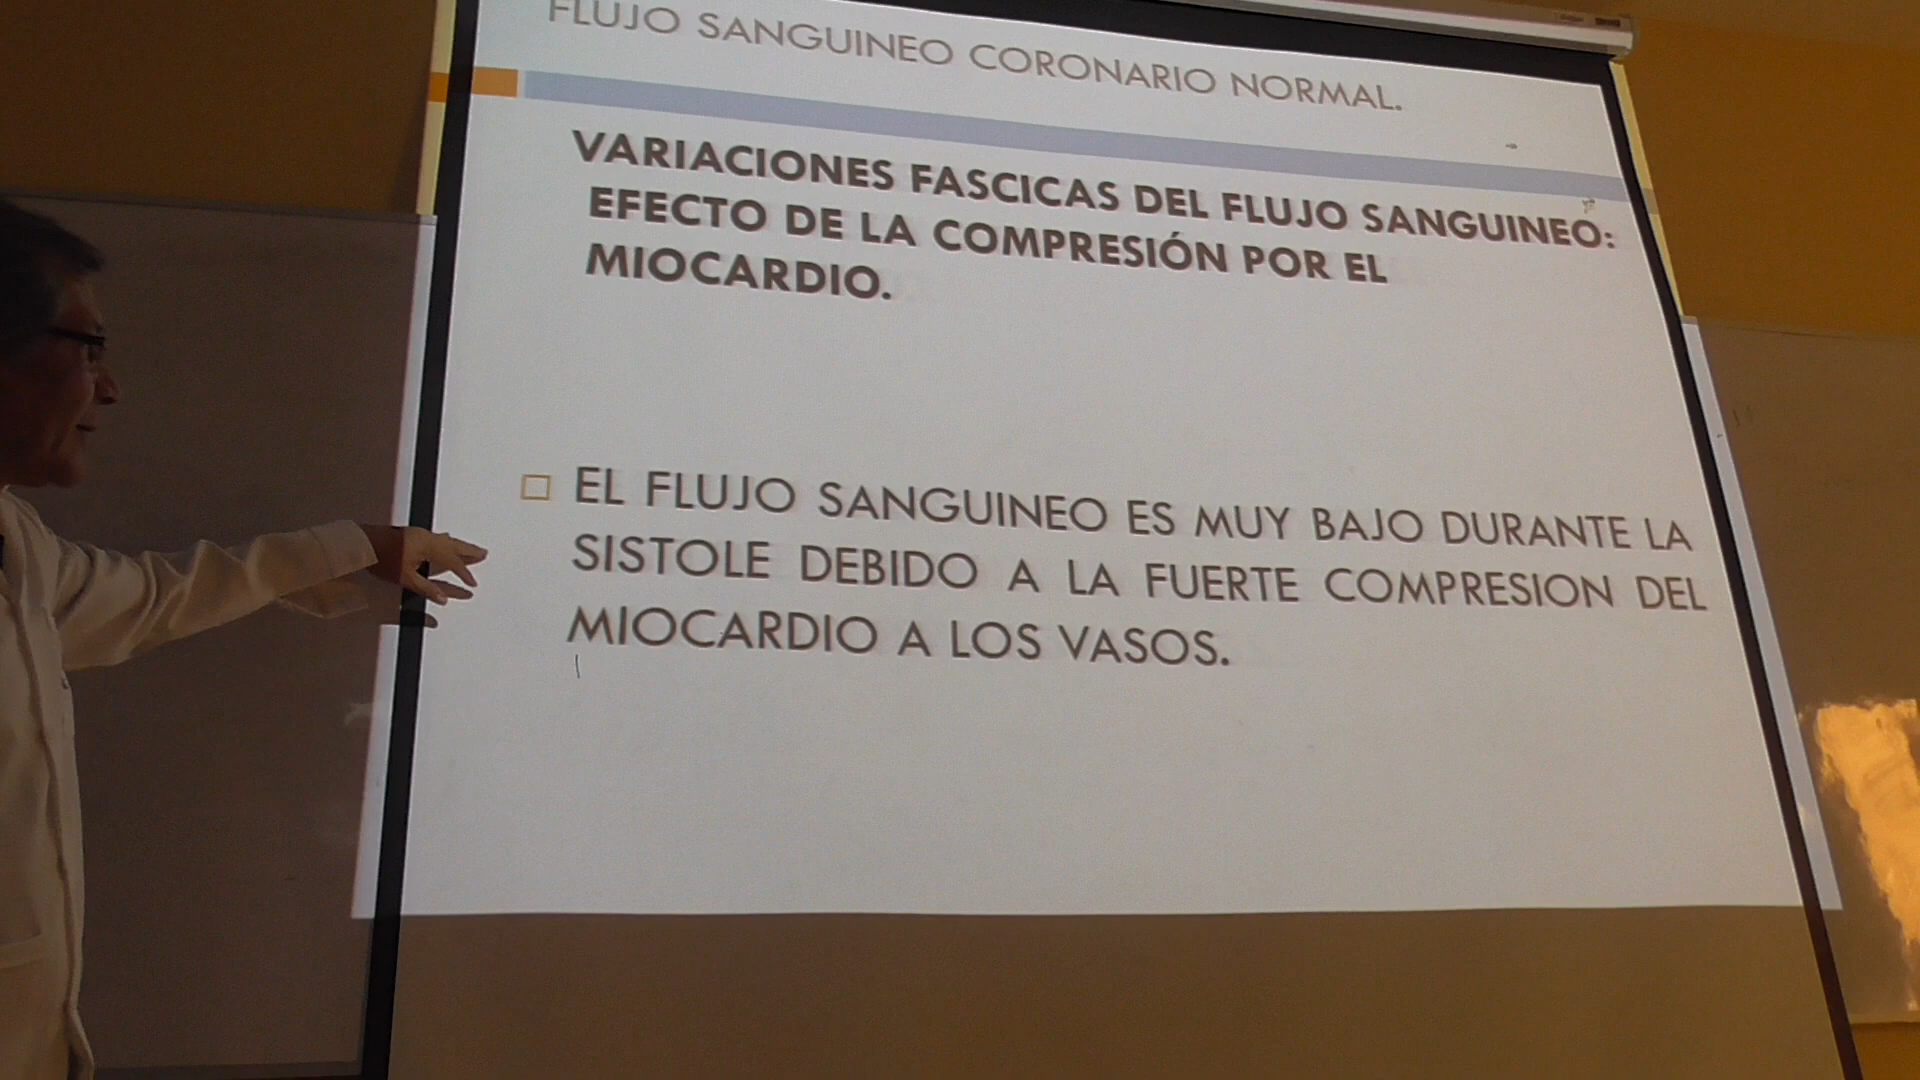 FLUJO SANGUINEO CORONARIO NORMAL.
VARIACIONES FASCICAS DEL FLUJO SANGUINEO:
EFECTO DE LA COMPRESIÓN POR EL
MIOCARDIO.
EL FLUJO SANGUINEO ES MUY BAJO DURANTE LA
SISTOLE DEBIDO A LA FUERTE COMPRESION DEL
MIOCARDIO A LOS VASOS.